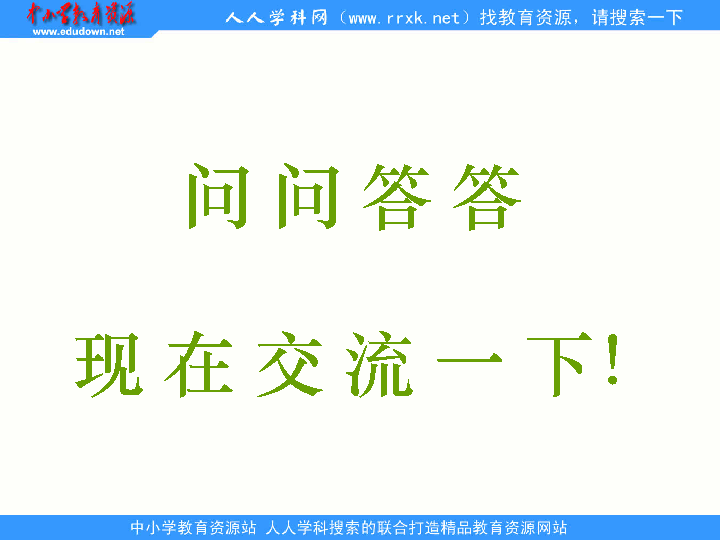 中小学教育资源
www.edudown.net
人人学科网（www.rrxk.net）找教育资源，请搜索一下
问问答答
现在交流一下!
中小学教育资源站 人人学科搜索的联合打造精品教育资源网站